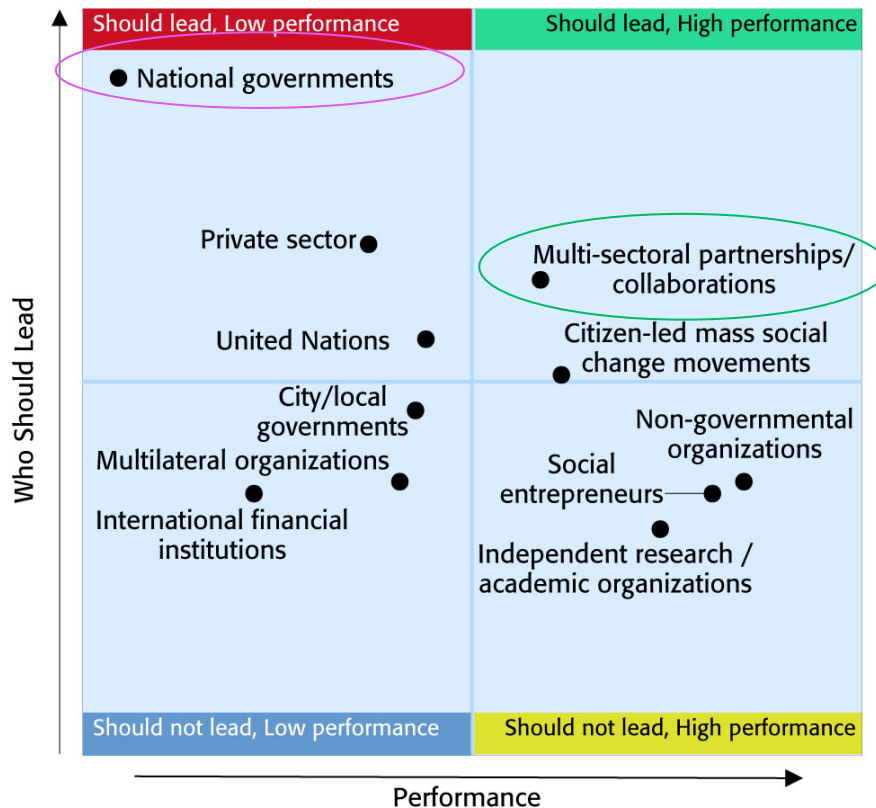 Should lead, Low performance
Should lead, High performance
National governments
Private sector
Multi-sectoral partnerships/
collaborations
United Nations
Citizen-led mass social
change movements
City/local
governments
Non-governmental
organizations
Multilateral organizations
Social
entrepreneurs
International financial
institutions
Independent research /
academic organizations
Should not lead, Low performance
Should not lead, High performance
Who Should Lead
Performance